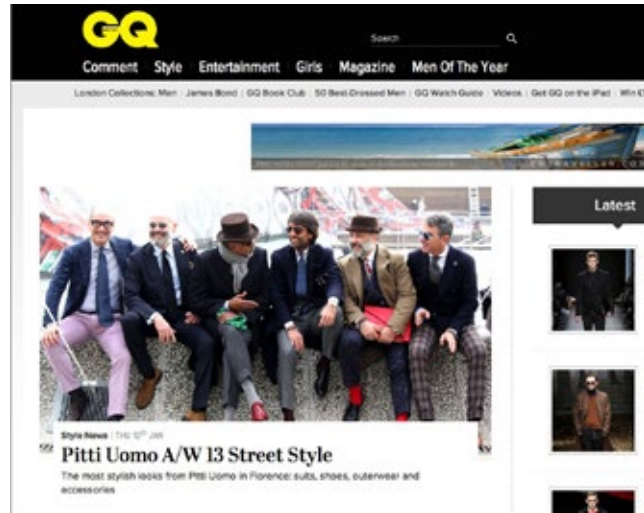 GQ
Search
Comment Style Entertainment Girls Magazine Men Of The Year
London Collections: Men | James Bond | GQ Book Club | 50 Best-Dressed Men | GQ Watch Guide | Videos | Get GQ on the iPad | Win
Latest
Style News | THU 10TH JAN
Pitti Uomo A/W 13 Street Style
The most stylish looks from Pitti Uomo in Florence: suits, shoes, outerwear and
accessories